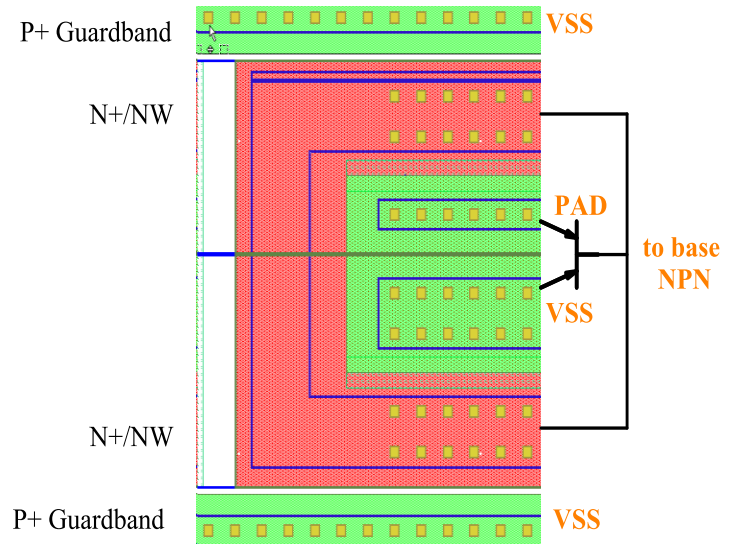 P+ Guardband
VSS
N+/NW
PAD
to base
NPN
VSS
N+/NW
P+ Guardband
VSS